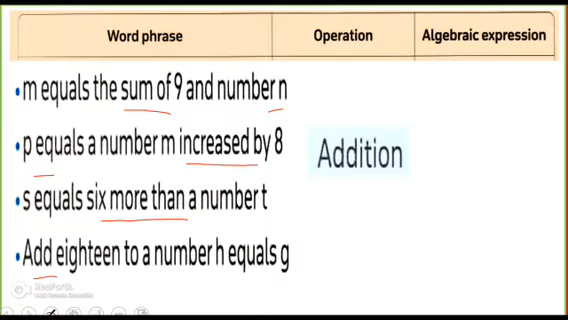 Word phrase Operation Algebraic expression
•m equals the sum of 9 and number n
•p equals a number m increased by 8
Addition
•s equals six more than a number t
•Add eighteen to a number h equals g